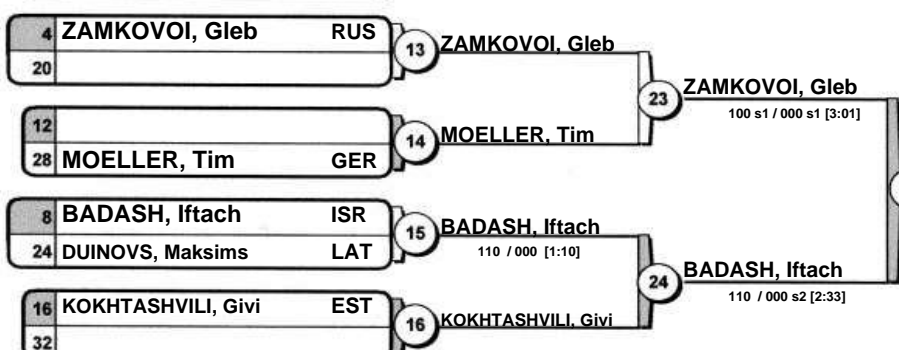 4 ZAMKOVOI, Gleb RUS
20
13 ZAMKOVOI, Gleb
12
28 MOELLER, Tim GER
14 MOELLER, Tim
23 ZAMKOVOI, Gleb
100 s1 / 000 s1 [3:01]
8 BADASH, Iftach ISR
24 DUINOVS, Maksims LAT
15 BADASH, Iftach
110 / 000 [1:10]
16 KOKHTASHVILI, Givi EST
32
16 KOKHTASHVILI, Givi
24 BADASH, Iftach
110 / 000 s2 [2:33]